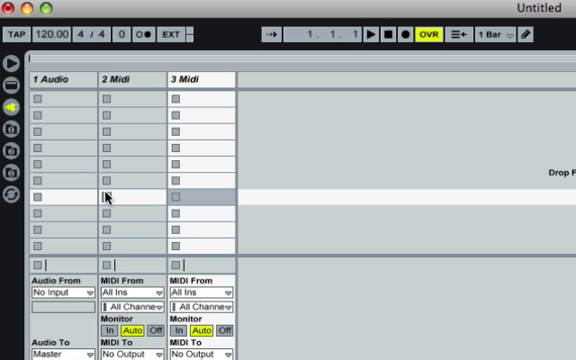 Untitled
TAP 120.00 4 / 4 0 EXT 1. 1. 1 OVR 1 Bar
1 Audio 2 Midi 3 Midi
Drop F
Audio From MIDI From MIDI From
No Input All Ins All Ins
All Channe All Channe
Monitor Monitor
In Auto Off In Auto Off
Audio To MIDI To MIDI To
Master No Output No Output